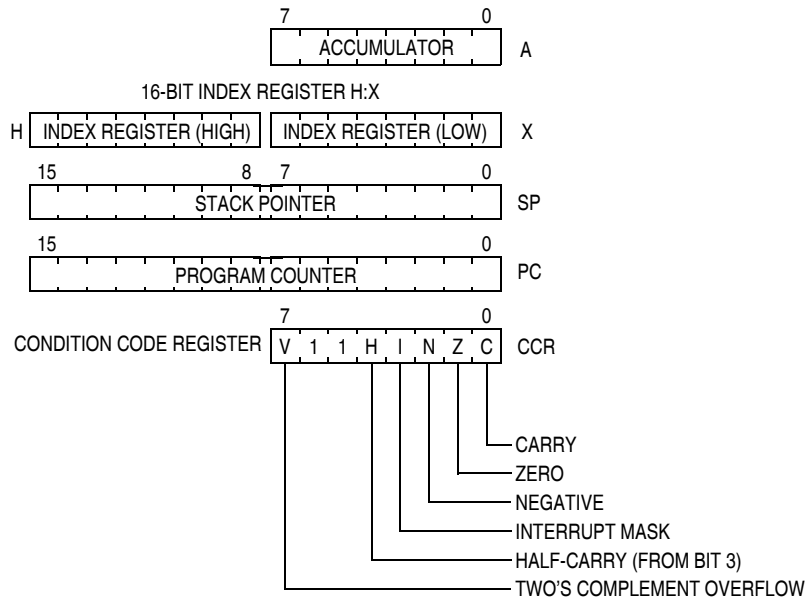 7 0
ACCUMULATOR A
16-BIT INDEX REGISTER H:X
H INDEX REGISTER (HIGH) INDEX REGISTER (LOW) X
15 8 7 0
STACK POINTER SP
15 0
PROGRAM COUNTER PC
7 0
CONDITION CODE REGISTER V 1 1 H I N Z C CCR
CARRY
ZERO
NEGATIVE
INTERRUPT MASK
HALF-CARRY (FROM BIT 3)
TWO'S COMPLEMENT OVERFLOW